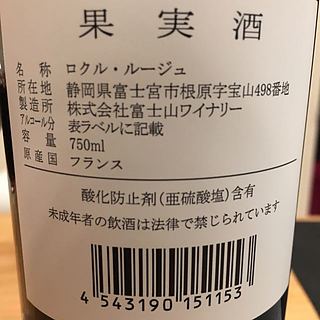 果実酒
名称 ロクル・ルージュ
所在地 静岡県富士宮市根原字宝山498番地
製造所 株式会社富士山ワイナリー
アルコール分 表ラベルに記載
容量 750ml
原産国 フランス
酸化防止剤(亜硫酸塩)含有
未成年者の飲酒は法律で禁じられています
4 543190 151153